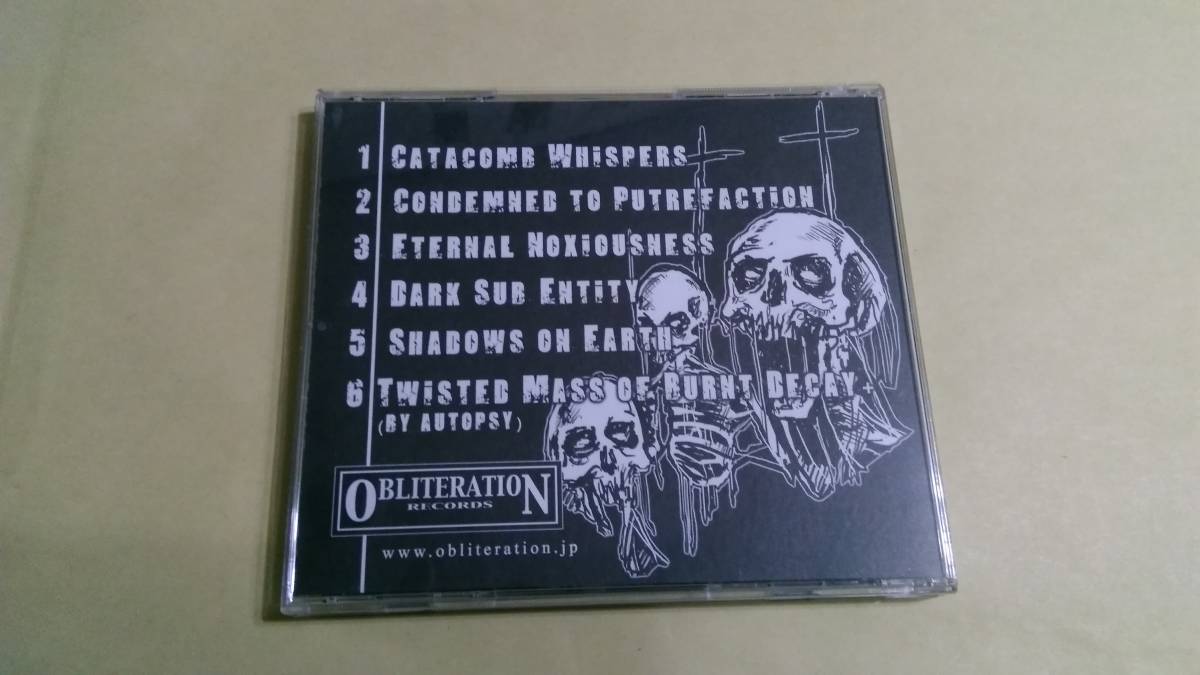 1 Catacomb Whispers
2 Condemned to Putrefaction
3 Eternal Noxiousness
4 Dark Sub Entity
5 Shadows on Earth
6 Twisted Mass of Burnt Decay
(by Autopsy)
OBLITERATION
RECORDS
www.obliteration.jp